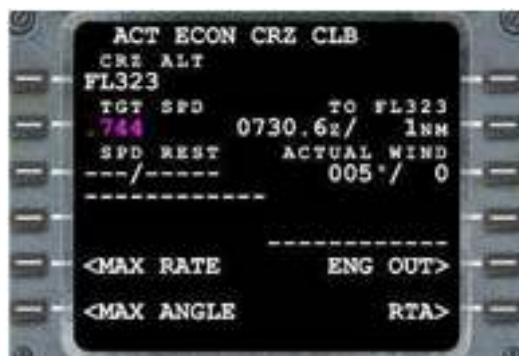 ACT ECON CRZ CLB
CRZ ALT
FL323
TGT SPD TO FL323
.744 0730.6z/ 1NM
SPD REST ACTUAL WIND
---/----- 005°/ 0
-------------
------------
<MAX RATE ENG OUT>
<MAX ANGLE RTA>